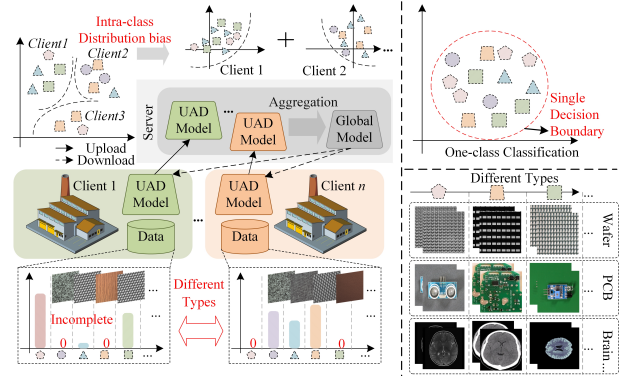 Intra-class
Distribution bias
Client1
Client2
Client3
Client 1
+
Client 2
...
Upload
Download
Server
UAD
Model
...
UAD
Model
Aggregation
Global
Model
Client 1
UAD
Model
Data
...
UAD
Model
Data
Client n
Incomplete
0
0
...
...
Different
Types
0
0
...
...
Single
Decision
Boundary
One-class Classification
Different Types
...
Wafer
...
PCB
...
Brain...